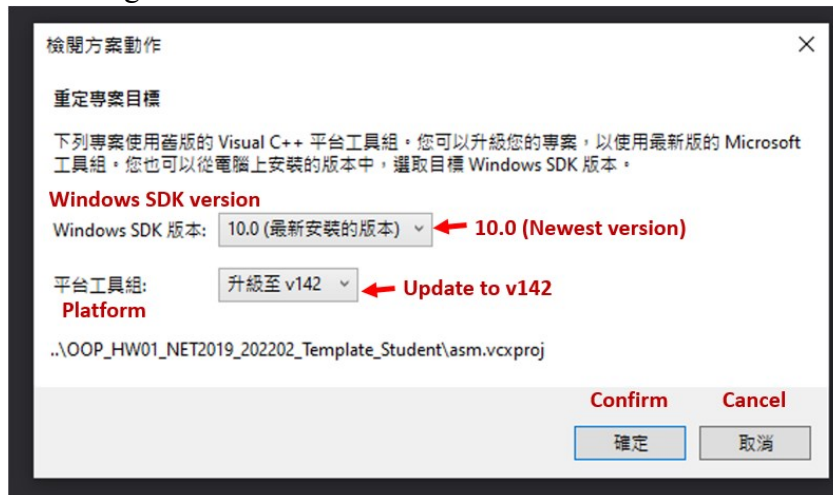 檢閱方案動作
重定專案目標
下列專案使用舊版的 Visual C++ 平台工具組。您可以升級您的專案，以使用最新版的 Microsoft
工具組。您也可以從電腦上安裝的版本中，選取目標 Windows SDK 版本。
Windows SDK version
Windows SDK 版本: 10.0 (最新安裝的版本) 10.0 (Newest version)
平台工具組: 升級至 v142 Update to v142
Platform
..\OOP_HW01_NET2019_202202_Template_Student\asm.vcxproj
Confirm Cancel
確定 取消